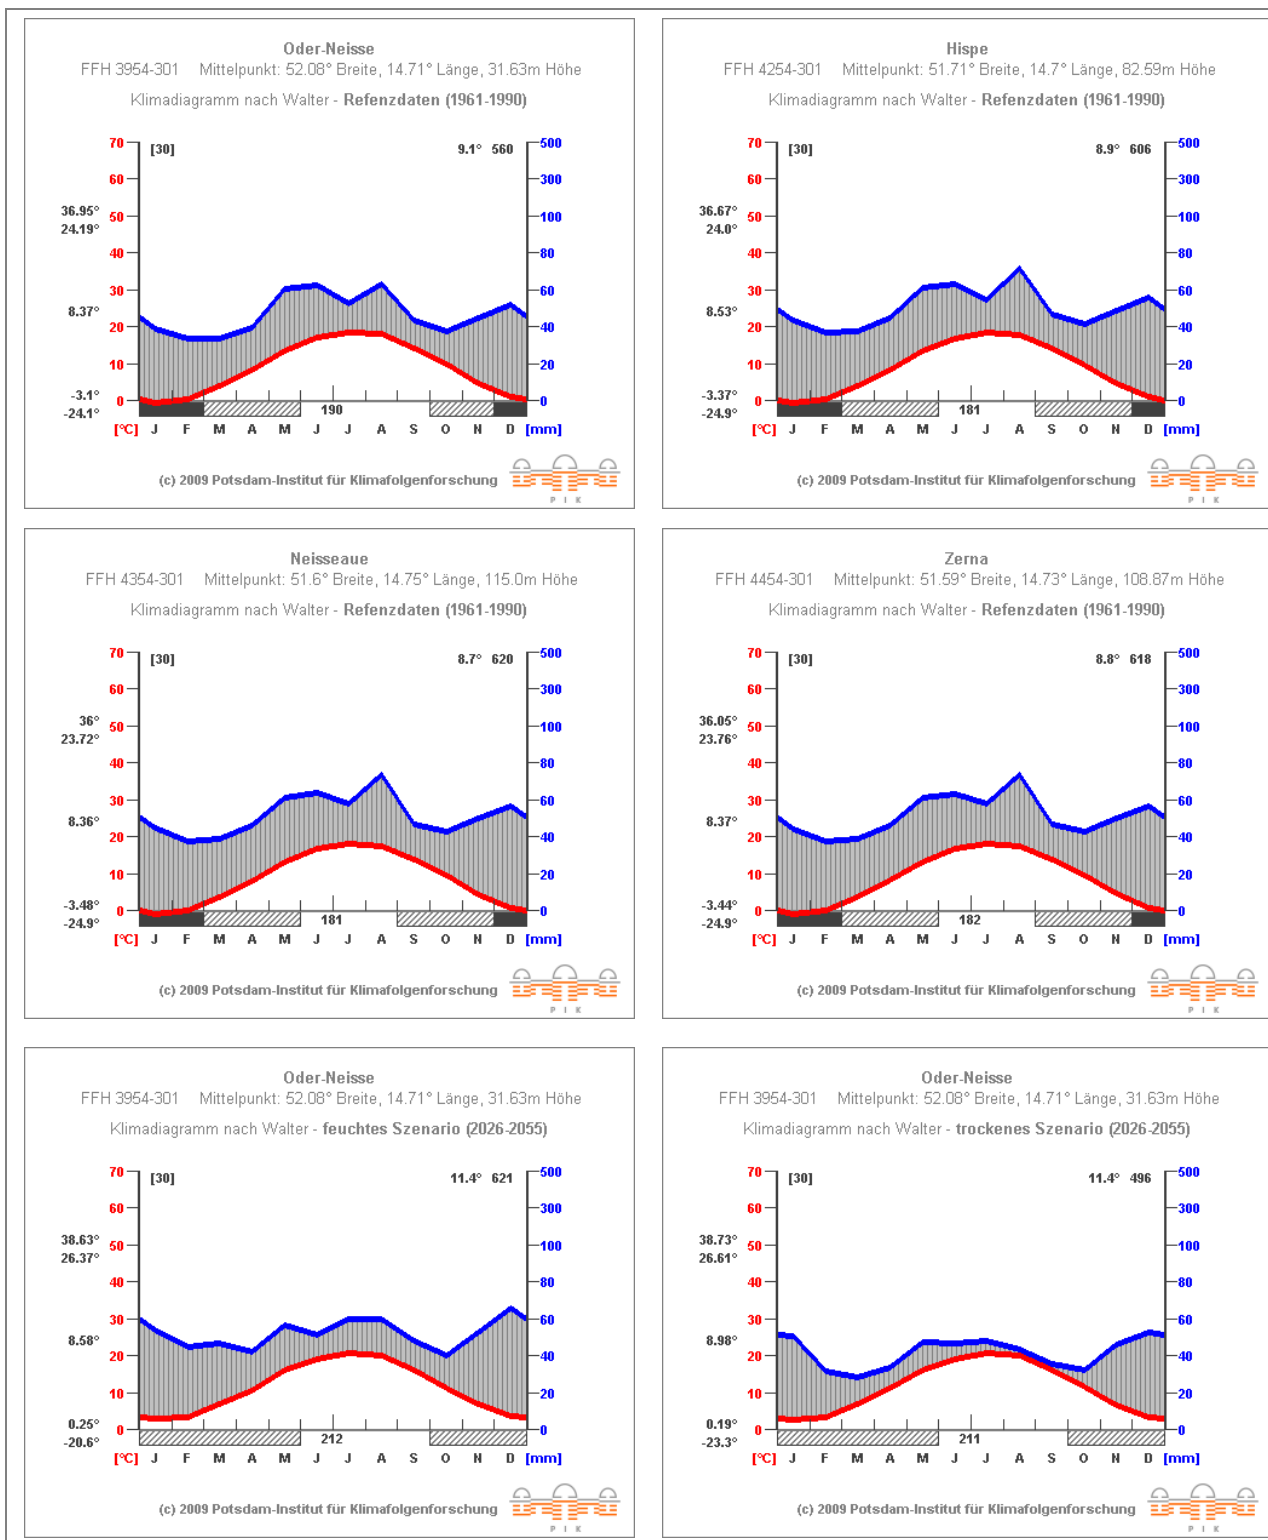 Oder-Neisse
FFH 3954-301 Mittelpunkt: 52.08° Breite, 14.71° Länge, 31.63m Höhe
Klimadiagramm nach Walter - Refenzdaten (1961-1990)
70 [30] 9.1° 560 500
60 300
36.95° 50 100
24.19°
40 80
30 60
8.37° 20 40
10 20
-3.1° 0 0
-24.1° 190
[°C] J F M A M J J A S O N D [mm]
(c) 2009 Potsdam-Institut für Klimafolgenforschung
P I K
Hispe
FFH 4254-301 Mittelpunkt: 51.71° Breite, 14.7° Länge, 82.59m Höhe
Klimadiagramm nach Walter - Refenzdaten (1961-1990)
70 [30] 8.9° 606 500
60 300
36.67° 50 100
24.0°
40 80
30 60
8.53° 20 40
10 20
-3.37° 0 0
-24.9° 181
[°C] J F M A M J J A S O N D [mm]
(c) 2009 Potsdam-Institut für Klimafolgenforschung
P I K
Neisseaue
FFH 4354-301 Mittelpunkt: 51.6° Breite, 14.75° Länge, 115.0m Höhe
Klimadiagramm nach Walter - Refenzdaten (1961-1990)
70 [30] 8.7° 620 500
60 300
36° 50 100
23.72°
40 80
30 60
8.36° 20 40
10 20
-3.48° 0 0
-24.9° 181
[°C] J F M A M J J A S O N D [mm]
(c) 2009 Potsdam-Institut für Klimafolgenforschung
P I K
Zerna
FFH 4454-301 Mittelpunkt: 51.59° Breite, 14.73° Länge, 108.87m Höhe
Klimadiagramm nach Walter - Refenzdaten (1961-1990)
70 [30] 8.8° 618 500
60 300
36.05° 50 100
23.76°
40 80
30 60
8.37° 20 40
10 20
-3.44° 0 0
-24.9° 182
[°C] J F M A M J J A S O N D [mm]
(c) 2009 Potsdam-Institut für Klimafolgenforschung
P I K
Oder-Neisse
FFH 3954-301 Mittelpunkt: 52.08° Breite, 14.71° Länge, 31.63m Höhe
Klimadiagramm nach Walter - feuchtes Szenario (2026-2055)
70 [30] 11.4° 621 500
60 300
38.63° 50 100
26.37°
40 80
30 60
8.58° 20 40
10 20
0.25° 0 0
-20.6° 212
[°C] J F M A M J J A S O N D [mm]
(c) 2009 Potsdam-Institut für Klimafolgenforschung
P I K
Oder-Neisse
FFH 3954-301 Mittelpunkt: 52.08° Breite, 14.71° Länge, 31.63m Höhe
Klimadiagramm nach Walter - trockenes Szenario (2026-2055)
70 [30] 11.4° 496 500
60 300
38.73° 50 100
26.61°
40 80
30 60
8.98° 20 40
10 20
0.19° 0 0
-23.3° 211
[°C] J F M A M J J A S O N D [mm]
(c) 2009 Potsdam-Institut für Klimafolgenforschung
P I K